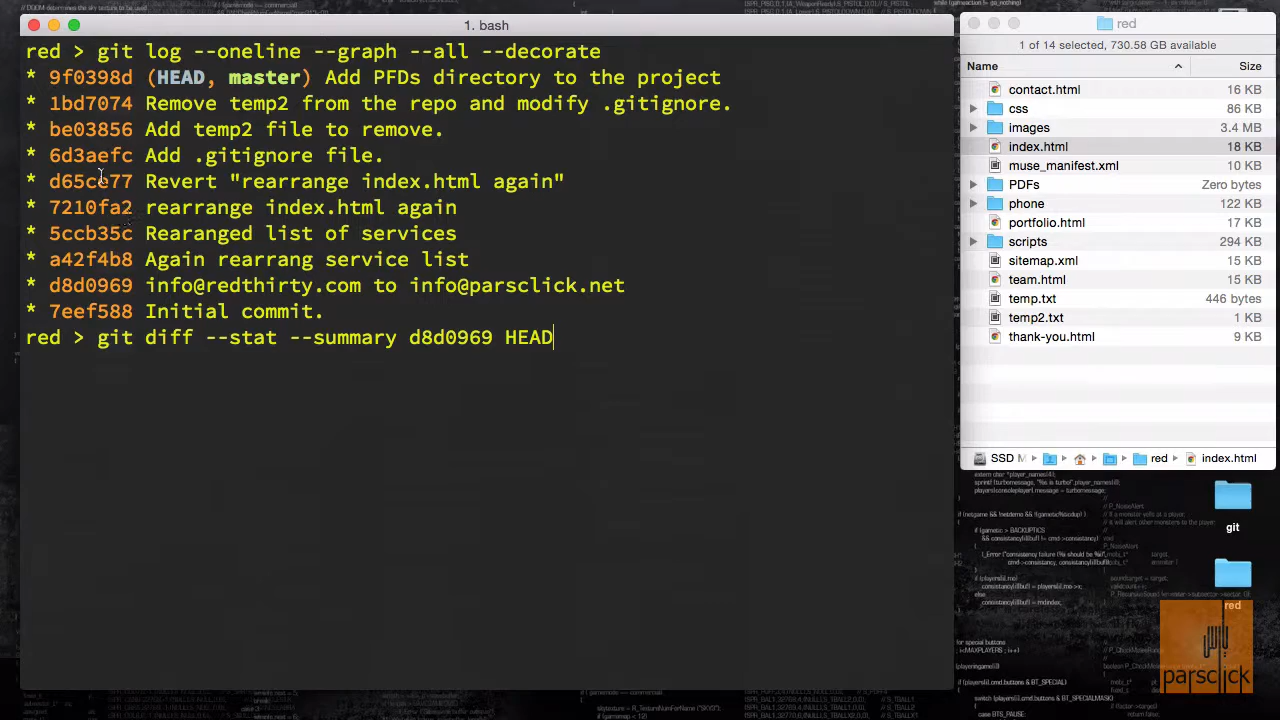 1. bash
red > git log --oneline --graph --all --decorate
* 9f0398d (HEAD, master) Add PFDs directory to the project
* 1bd7074 Remove temp2 from the repo and modify .gitignore.
* be03856 Add temp2 file to remove.
* 6d3aefc Add .gitignore file.
* d65ce77 Revert "rearrange index.html again"
* 7210fa2 rearrange index.html again
* 5ccb35c Rearanged list of services
* a42f4b8 Again rearrang service list
* d8d0969 info@redthirty.com to info@parsclick.net
* 7eef588 Initial commit.
red > git diff --stat --summary d8d0969 HEAD
red
1 of 14 selected, 730.58 GB available
Name Size
contact.html 16 KB
css 86 KB
images 3.4 MB
index.html 18 KB
muse_manifest.xml 10 KB
PDFs Zero bytes
phone 122 KB
portfolio.html 17 KB
scripts 294 KB
sitemap.xml 15 KB
team.html 15 KB
temp.txt 446 bytes
temp2.txt 337 bytes
thank-you.html 9 KB
SSD red index.html
git
red
parsclick